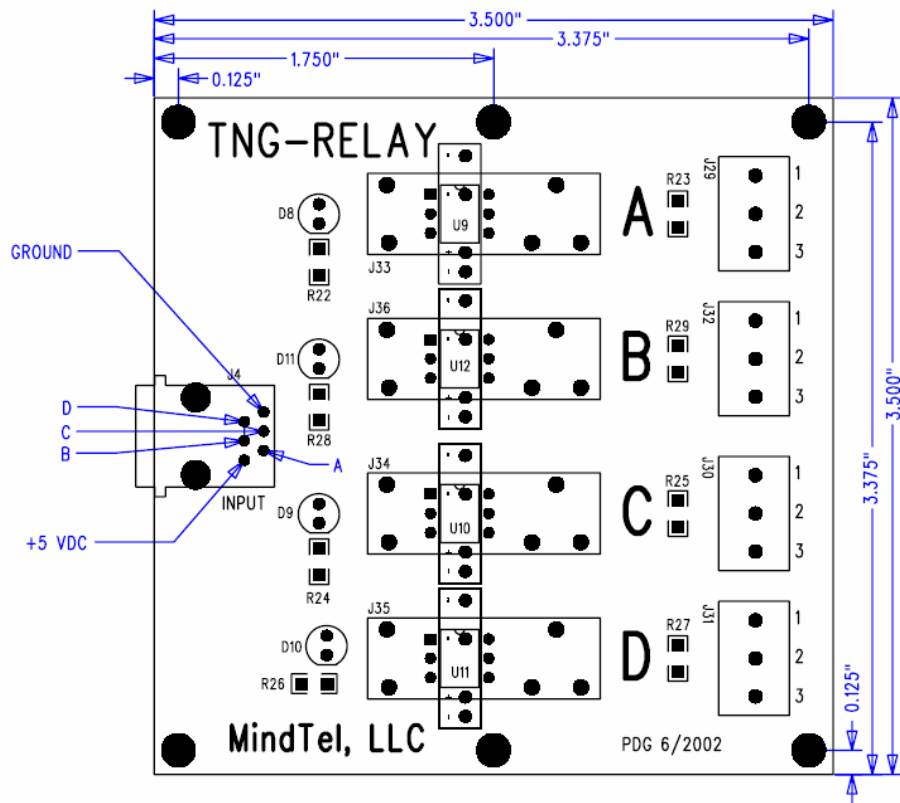 3.500"
3.375"
1.750"
0.125"
TNG-RELAY
D8
R22
U9
J33
A
R23
J29
1
2
3
GROUND
J36
D11
R28
U12
B
R29
J32
1
2
3
J4
D
C
B
A
INPUT
+5 VDC
J34
D9
R24
U10
C
R25
J30
1
2
3
J35
D10
R26
U11
D
R27
J31
1
2
3
3.500"
3.375"
0.125"
MindTel, LLC
PDG 6/2002